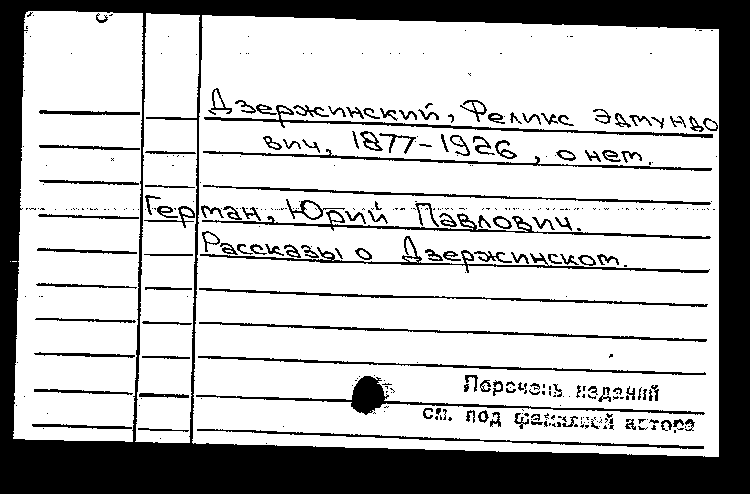 Дзержинский, Феликс Эдмундо
вич, 1877-1926, о нем.
Герман, Юрий Павлович.
Рассказы о Дзержинском.
Перечень изданий
см. под фамилией автора